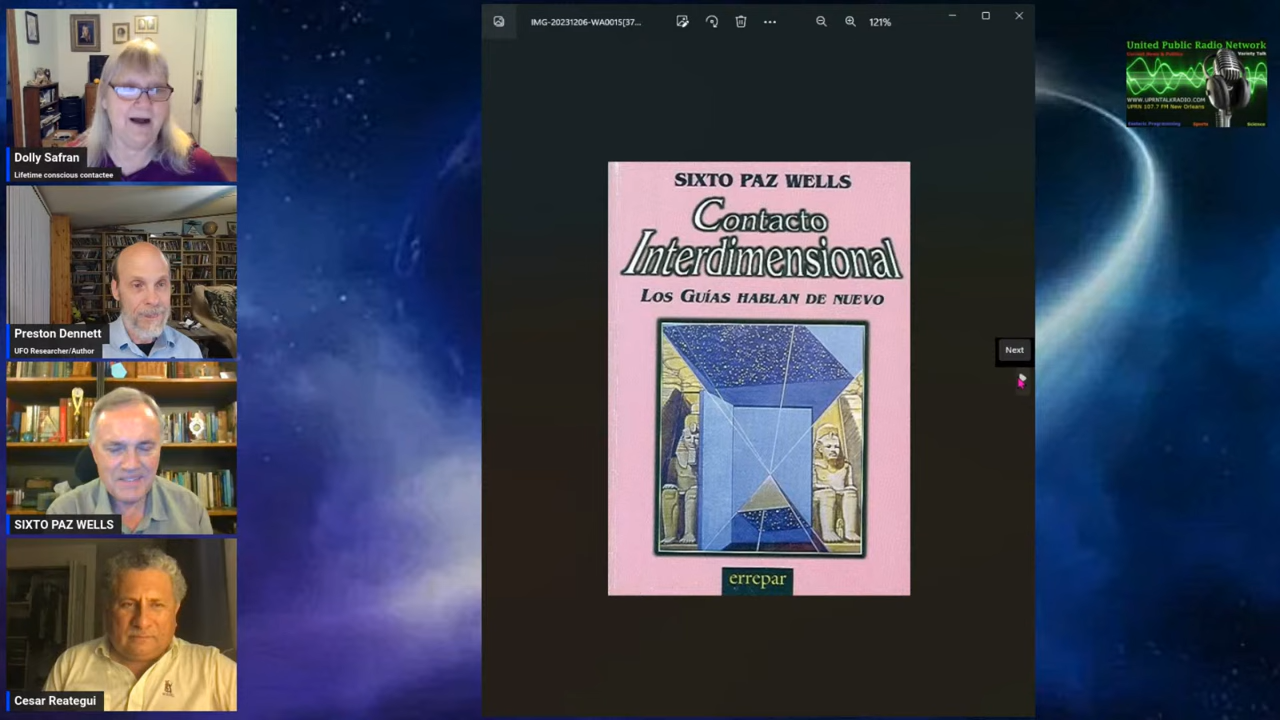 Dolly Safran
Lifetime conscious contactee
Preston Dennett
UFO Researcher/Author
SIXTO PAZ WELLS
Cesar Reategui
IMG-20231206-WA0015[37...
121%
SIXTO PAZ WELLS
Contacto
Interdimensional
LOS GUÍAS HABLAN DE NUEVO
errepar
Next
United Public Radio Network
Variety Talk
WWW.UPRNTALKRADIO.COM
UPRN 107.7 FM New Orleans
Sports
Science